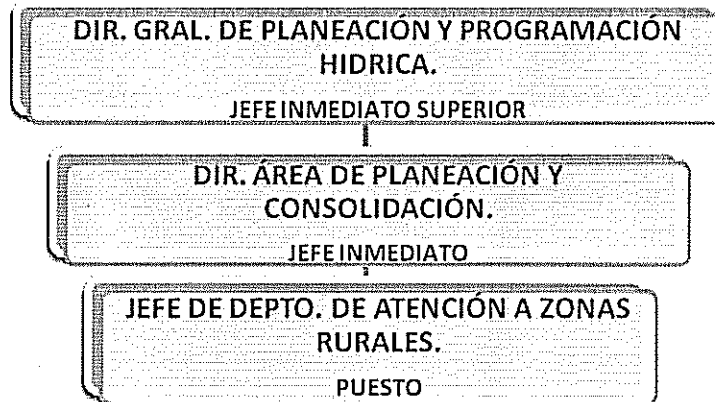 DIR. GRAL. DE PLANEACIÓN Y PROGRAMACIÓN
HIDRICA.
JEFE INMEDIATO SUPERIOR
DIR. ÁREA DE PLANEACIÓN Y
CONSOLIDACIÓN.
JEFE INMEDIATO
JEFE DE DEPTO. DE ATENCIÓN A ZONAS
RURALES.
PUESTO